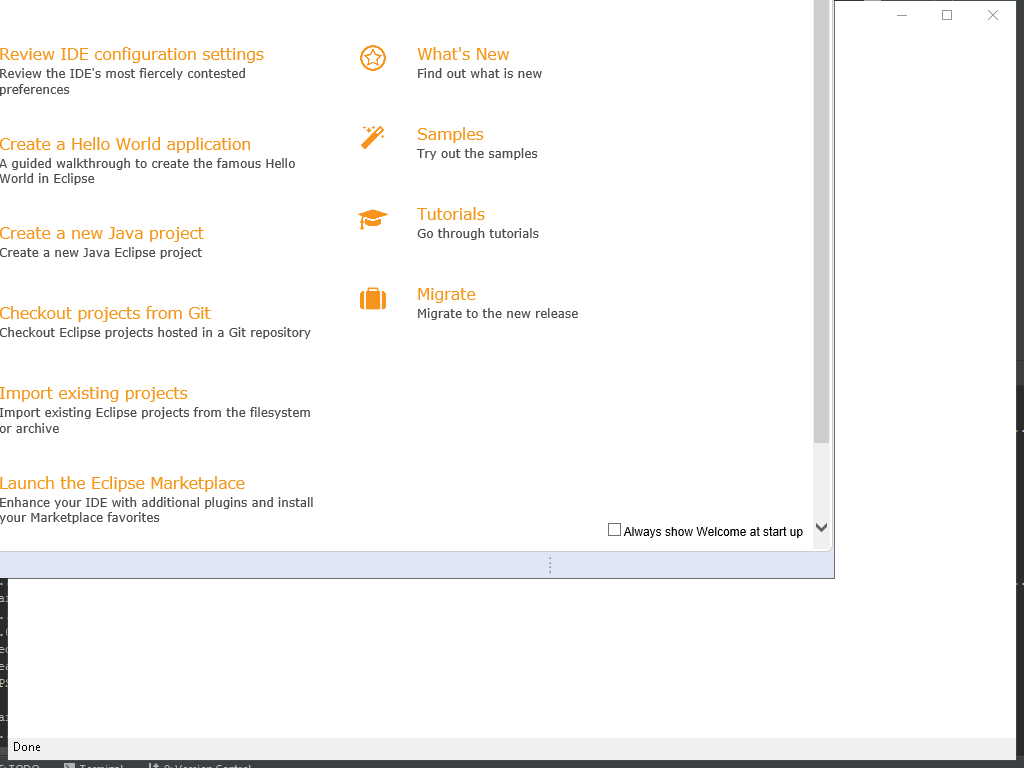 Review IDE configuration settings
Review the IDE's most fiercely contested
preferences
Create a Hello World application
A guided walkthrough to create the famous Hello
World in Eclipse
Create a new Java project
Create a new Java Eclipse project
Checkout projects from Git
Checkout Eclipse projects hosted in a Git repository
Import existing projects
Import existing Eclipse projects from the filesystem
or archive
Launch the Eclipse Marketplace
Enhance your IDE with additional plugins and install
your Marketplace favorites
What's New
Find out what is new
Samples
Try out the samples
Tutorials
Go through tutorials
Migrate
Migrate to the new release
Always show Welcome at start up
Done